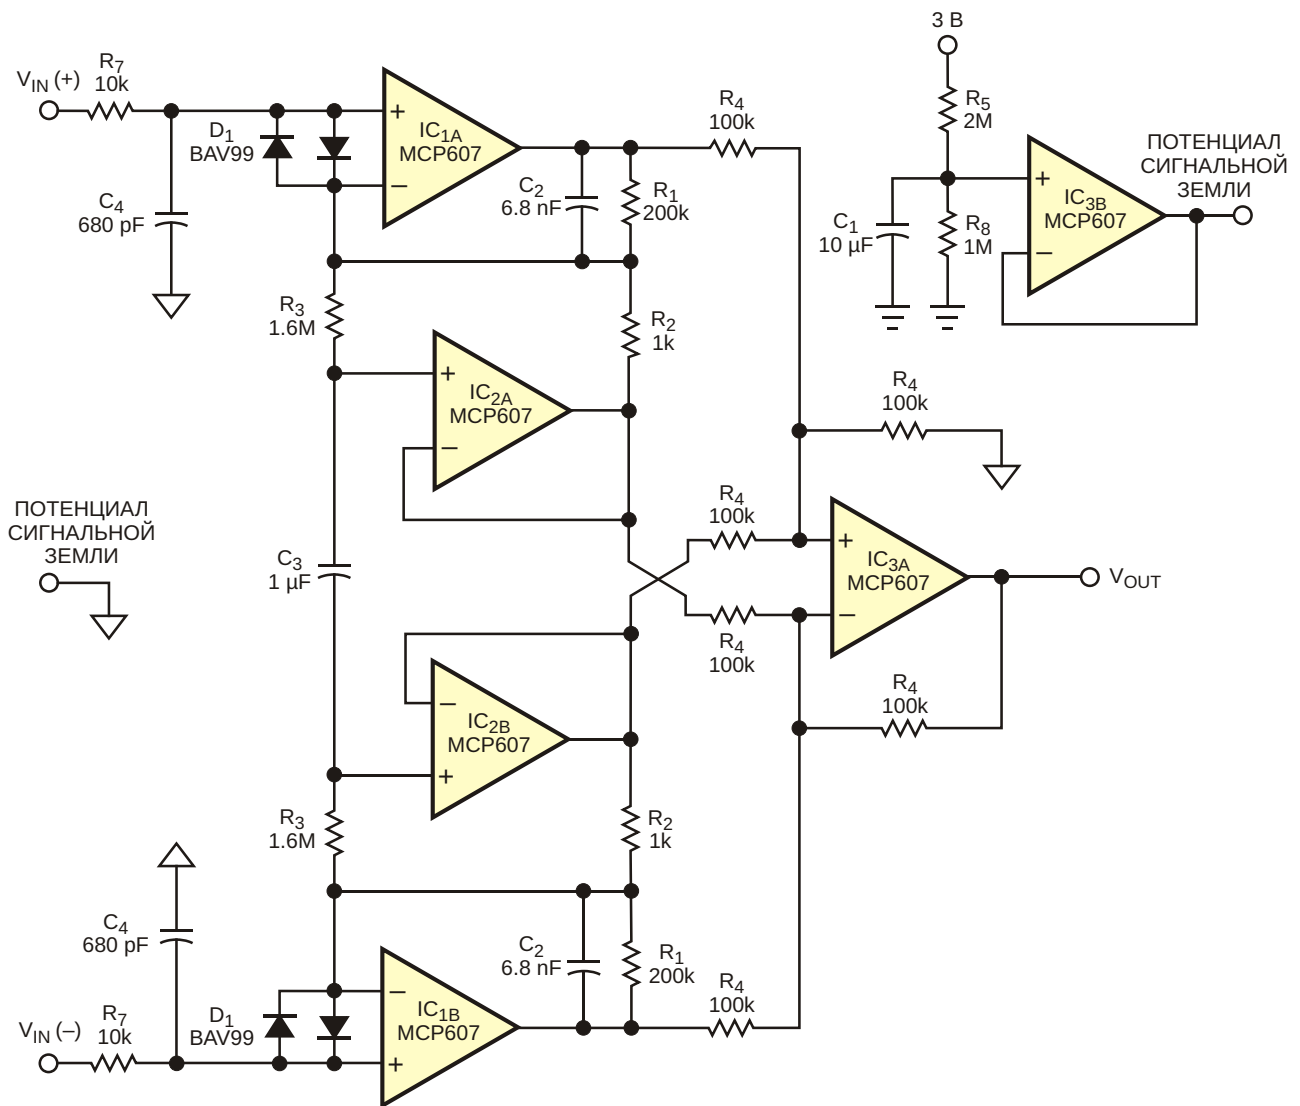 3 В
V_IN (+)
R7
10k
R5
2M
ПОТЕНЦИАЛ
СИГНАЛЬНОЙ
ЗЕМЛИ
D1
BAV99
+
IC1A
MCP607
–
R4
100k
C4
680 pF
C2
6.8 nF
R1
200k
C1
10 µF
R8
1M
+
IC3B
MCP607
–
R3
1.6M
R2
1k
+
IC2A
MCP607
–
R4
100k
ПОТЕНЦИАЛ
СИГНАЛЬНОЙ
ЗЕМЛИ
R4
100k
C3
1 µF
+
IC3A
MCP607
–
V_OUT
R4
100k
R4
100k
–
IC2B
MCP607
+
R3
1.6M
R2
1k
C4
680 pF
C2
6.8 nF
R1
200k
R4
100k
V_IN (–)
R7
10k
D1
BAV99
–
IC1B
MCP607
+